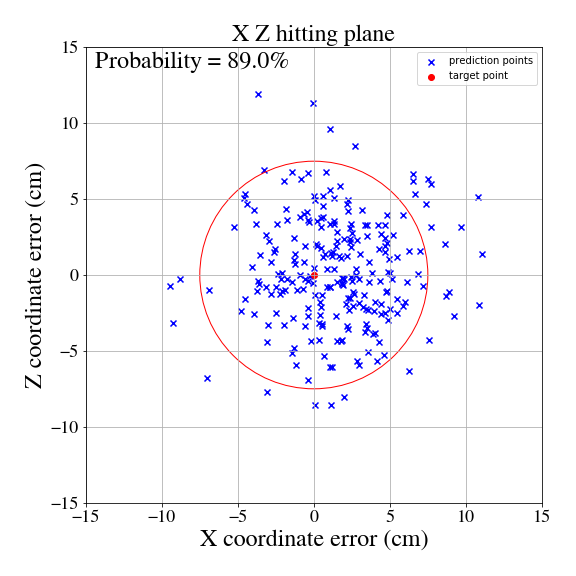 X Z hitting plane
Probability = 89.0%
prediction points
target point
15
10
5
0
−5
−10
−15
Z coordinate error (cm)
−15 −10 −5 0 5 10 15
X coordinate error (cm)